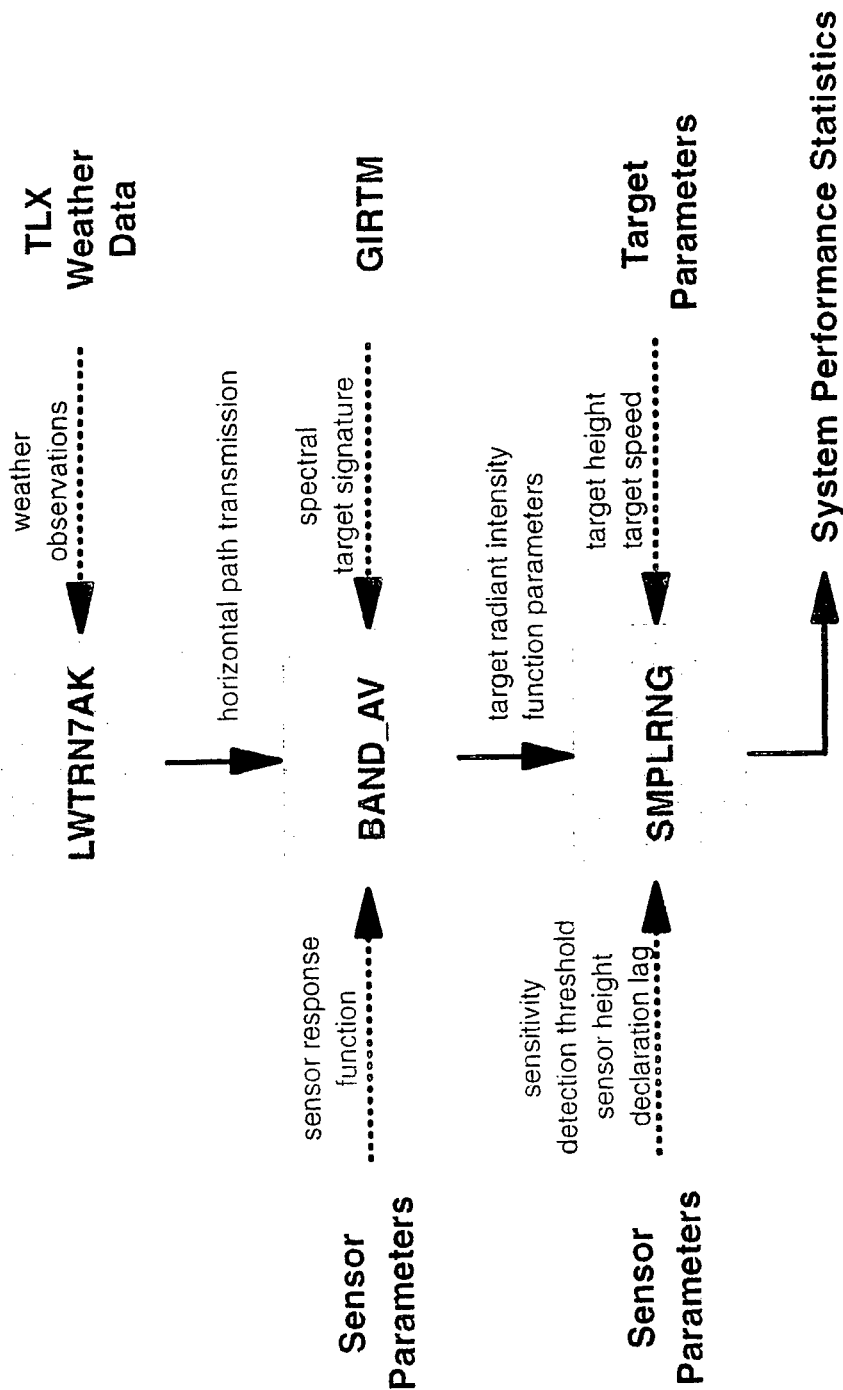 TLX
Weather
Data
weather
observations
LWTRN7AK
horizontal path transmission
Sensor
Parameters
sensor response
function
BAND_AV
spectral
target signature
GIRTM
target radiant intensity
function parameters
Sensor
Parameters
sensitivity
detection threshold
sensor height
declaration lag
SMPLRNG
target height
target speed
Target
Parameters
System Performance Statistics